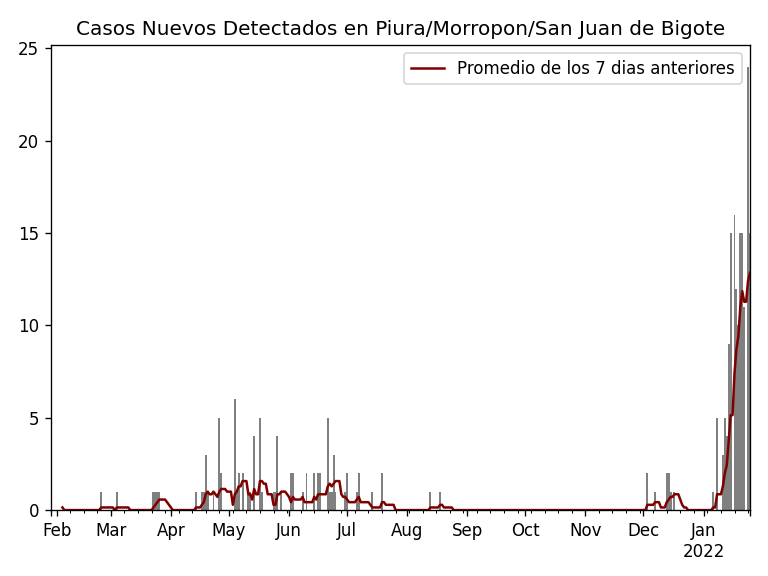 Casos Nuevos Detectados en Piura/Morropon/San Juan de Bigote
Promedio de los 7 dias anteriores
25
20
15
10
5
0
Feb Mar Apr May Jun Jul Aug Sep Oct Nov Dec Jan
2022